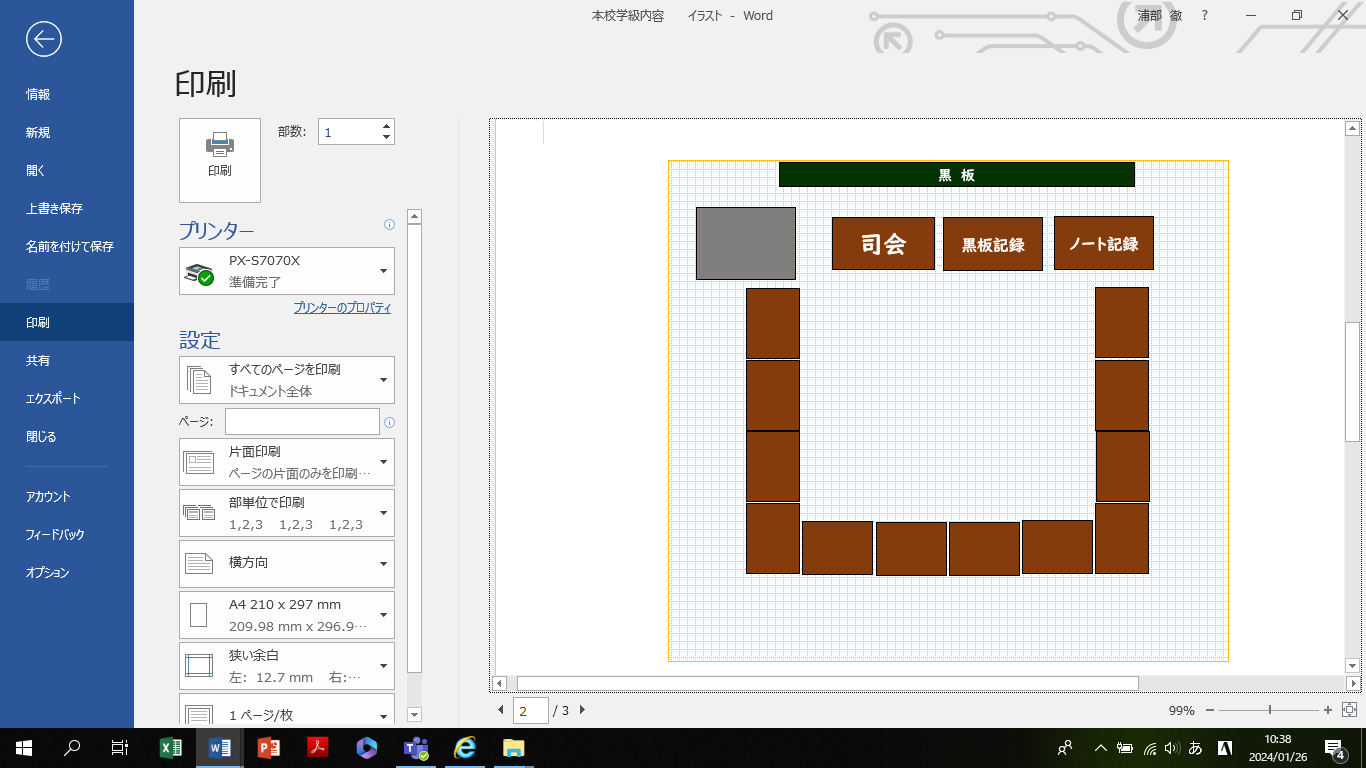 本校学級内容　イラスト - Word
浦部 徹
?
情報
新規
開く
上書き保存
名前を付けて保存
履歴
印刷
共有
エクスポート
閉じる
アカウント
フィードバック
オプション
印刷
印刷
部数: 1
プリンター
PX-S7070X
準備完了
プリンターのプロパティ
設定
すべてのページを印刷
ドキュメント全体
ページ:
片面印刷
ページの片面のみを印刷…
部単位で印刷
1,2,3 1,2,3 1,2,3
横方向
A4 210 x 297 mm
209.98 mm x 296.9…
狭い余白
左: 12.7 mm 右:…
1 ページ/枚
黒 板
司会
黒板記録
ノート記録
2 / 3
99%
あ
A
10:38
2024/01/26
4